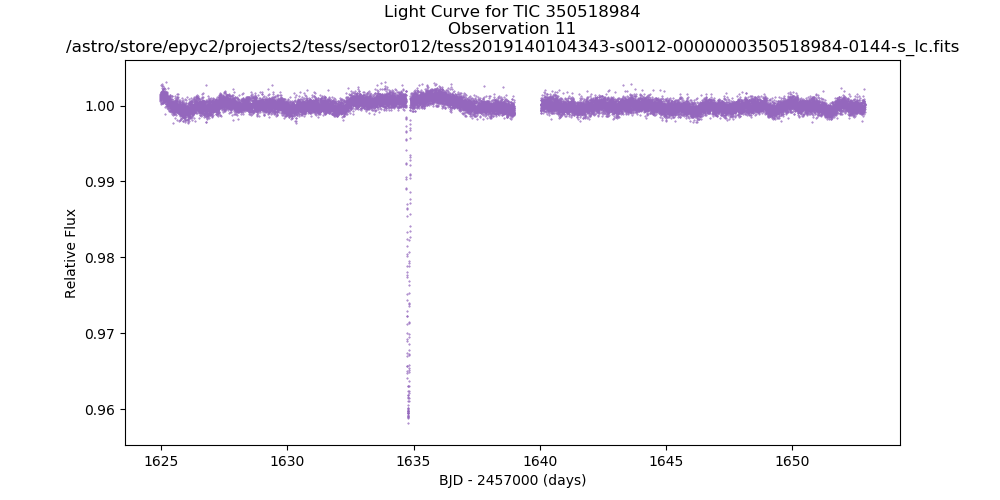 Light Curve for TIC 350518984
Observation 11
/astro/store/epyc2/projects2/tess/sector012/tess2019140104343-s0012-0000000350518984-0144-s_lc.fits
1.00
0.99
0.98
0.97
0.96
Relative Flux
1625
1630
1635
1640
1645
1650
BJD - 2457000 (days)